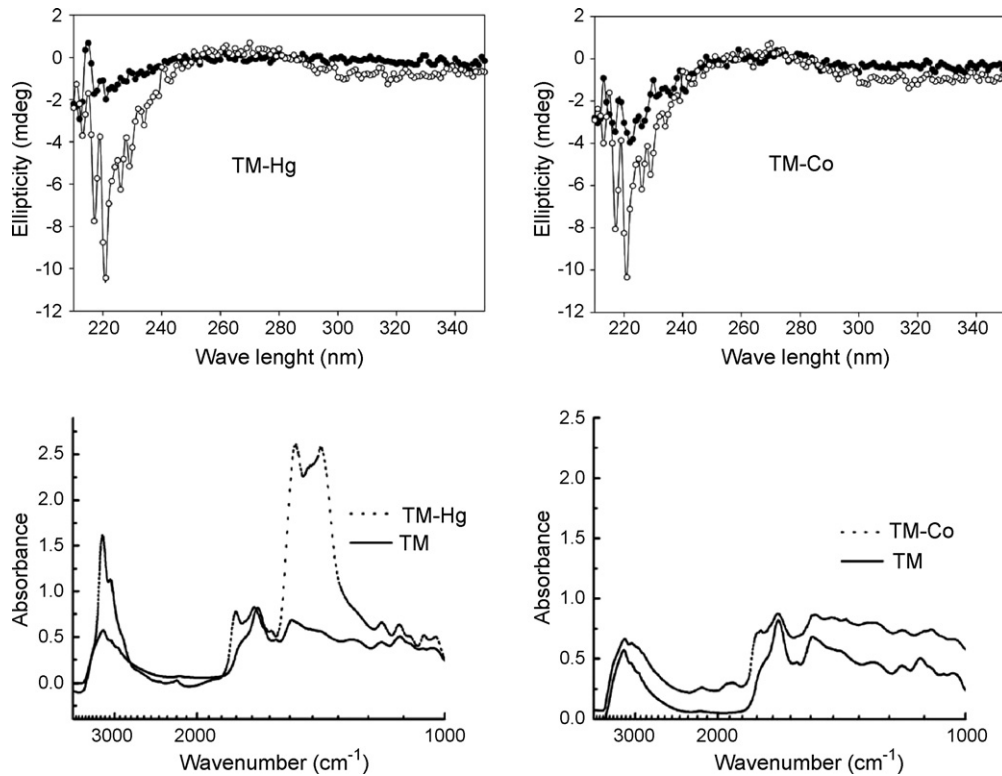 2
0
-2
-4
-6
-8
-10
-12
Ellipticity (mdeg)
TM-Hg
220 240 260 280 300 320 340
Wave lenght (nm)
2
0
-2
-4
-6
-8
-10
-12
Ellipticity (mdeg)
TM-Co
220 240 260 280 300 320 340
Wave lenght (nm)
2.5
2.0
1.5
1.0
0.5
0.0
Absorbance
TM-Hg
TM
3000 2000 1000
Wavenumber (cm⁻¹)
2.5
2.0
1.5
1.0
0.5
0.0
Absorbance
TM-Co
TM
3000 2000 1000
Wavenumber (cm⁻¹)